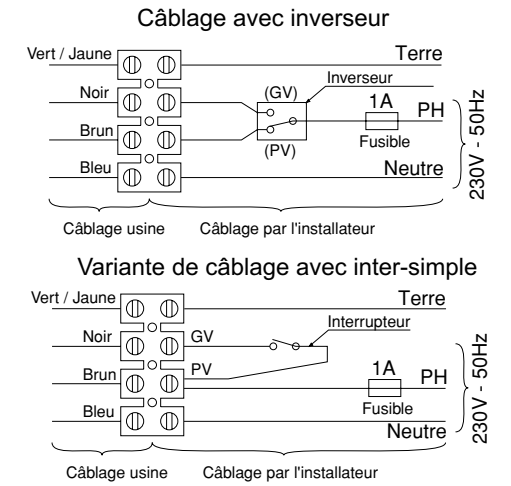 Câblage avec inverseur
Vert / Jaune
Terre
Inverseur
Noir
(GV)
1A
PH
Brun
Fusible
(PV)
Bleu
Neutre
230V - 50Hz
Câblage usine
Câblage par l'installateur
Variante de câblage avec inter-simple
Vert / Jaune
Terre
Interrupteur
Noir
GV
PV
1A
PH
Brun
Fusible
Bleu
Neutre
230V - 50Hz
Câblage usine
Câblage par l'installateur